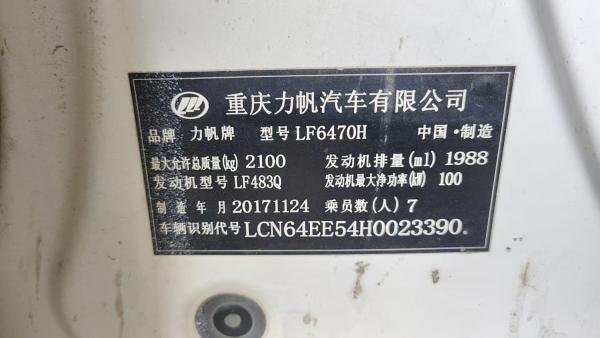 重庆力帆汽车有限公司
品牌 力帆牌 型号 LF6470H 中国·制造
最大允许总质量(kg) 2100 发动机排量(ml) 1988
发动机型号 LF483Q 发动机最大净功率(kW) 100
制造年月 20171124 乘员数(人) 7
车辆识别代号 LCN64EE54H0023390